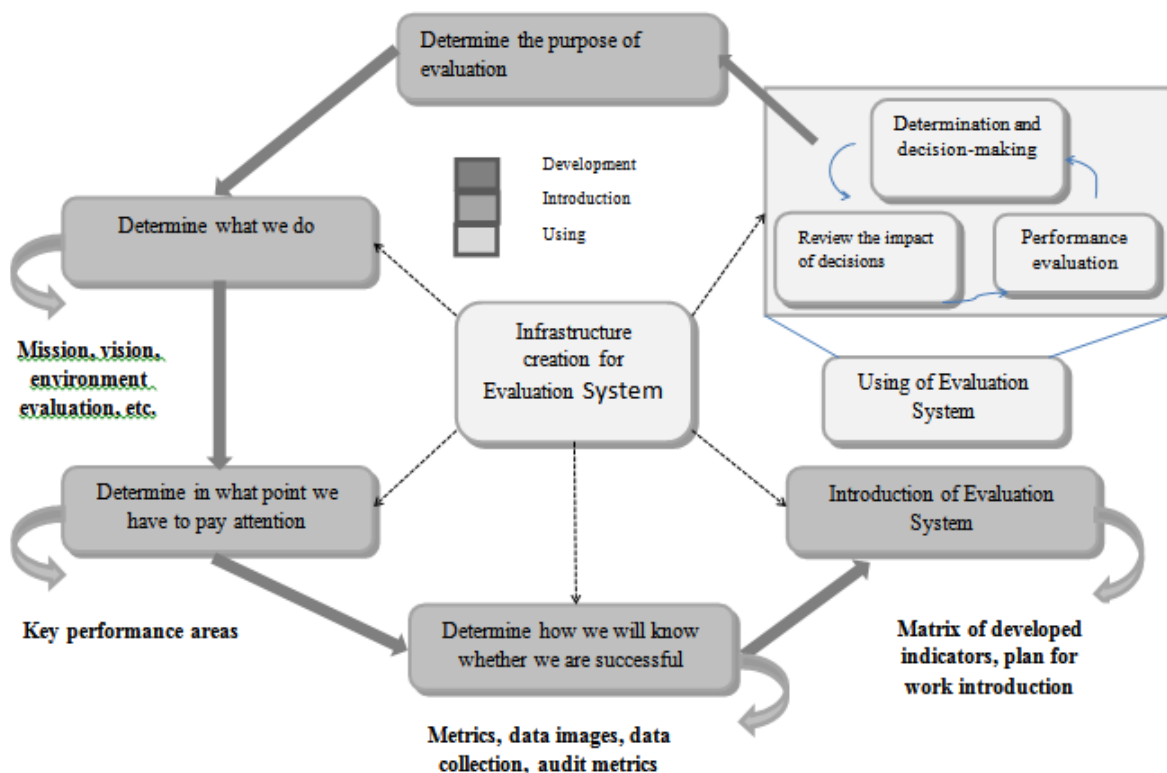 Determine the purpose of
evaluation
Determination and
decision-making
Review the impact
of decisions
Performance
evaluation
Development
Introduction
Using
Determine what we do
Mission, vision,
environment
evaluation, etc.
Infrastructure
creation for
Evaluation System
Using of Evaluation
System
Determine in what point we
have to pay attention
Introduction of Evaluation
System
Key performance areas
Determine how we will know
whether we are successful
Matrix of developed
indicators, plan for
work introduction
Metrics, data images, data
collection, audit metrics